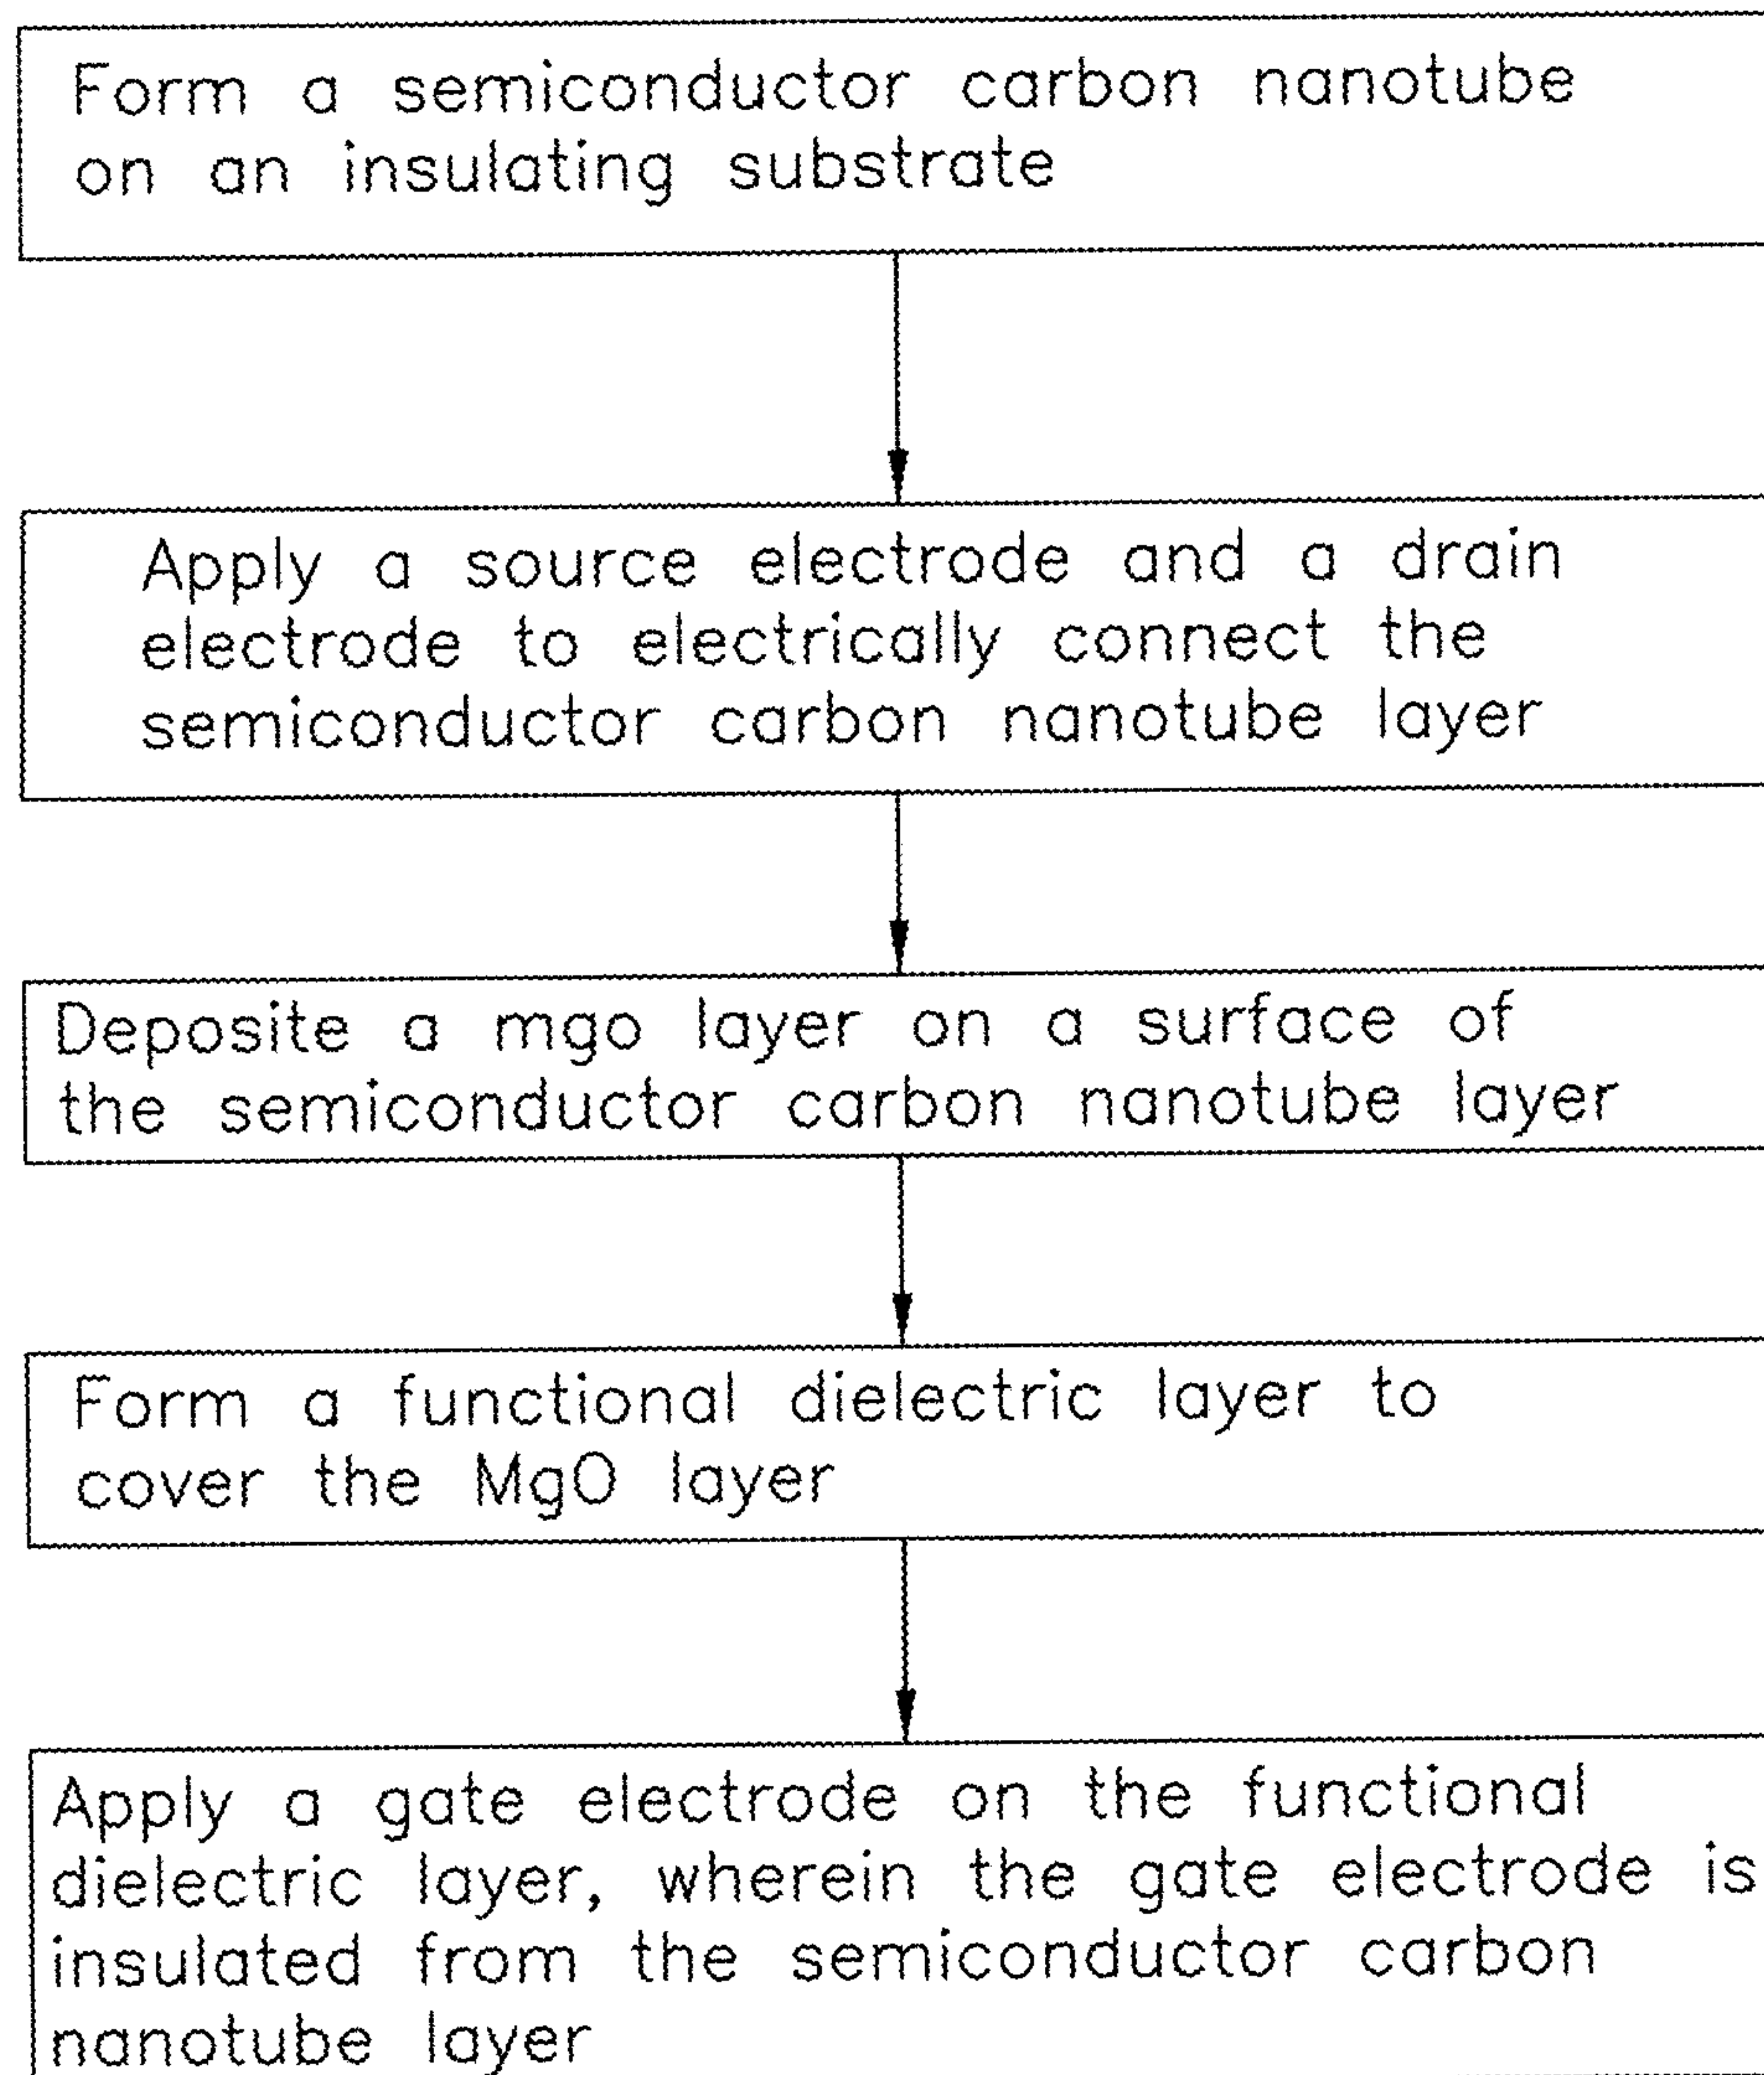 Form a semiconductor carbon nanotube
on an insulating substrate
Apply a source electrode and a drain
electrode to electrically connect the
semiconductor carbon nanotube layer
Deposite a mgo layer on a surface of
the semiconductor carbon nanotube layer
Form a functional dielectric layer to
cover the MgO layer
Apply a gate electrode on the functional
dielectric layer, wherein the gate electrode is
insulated from the semiconductor carbon
nanotube layer